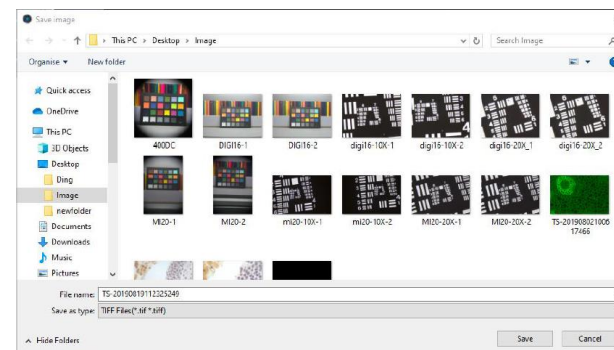 Save image
This PC > Desktop > Image
Search Image
Organise
New folder
Quick access
OneDrive
This PC
3D Objects
Desktop
Ding
Image
newfolder
Documents
Downloads
Music
Pictures
400DC
DIGI16-1
DIGI16-2
digi16-10X-1
digi16-10X-2
digi16-20X_1
digi16-20X_2
MI20-1
MI20-2
mi20-10X-1
mi20-10X-2
MI20-20X-1
MI20-20X-2
TS-201908021006
17466
File name: TS-20190819112325249
Save as type: TIFF Files(*.tif *.tiff)
Hide Folders
Save
Cancel